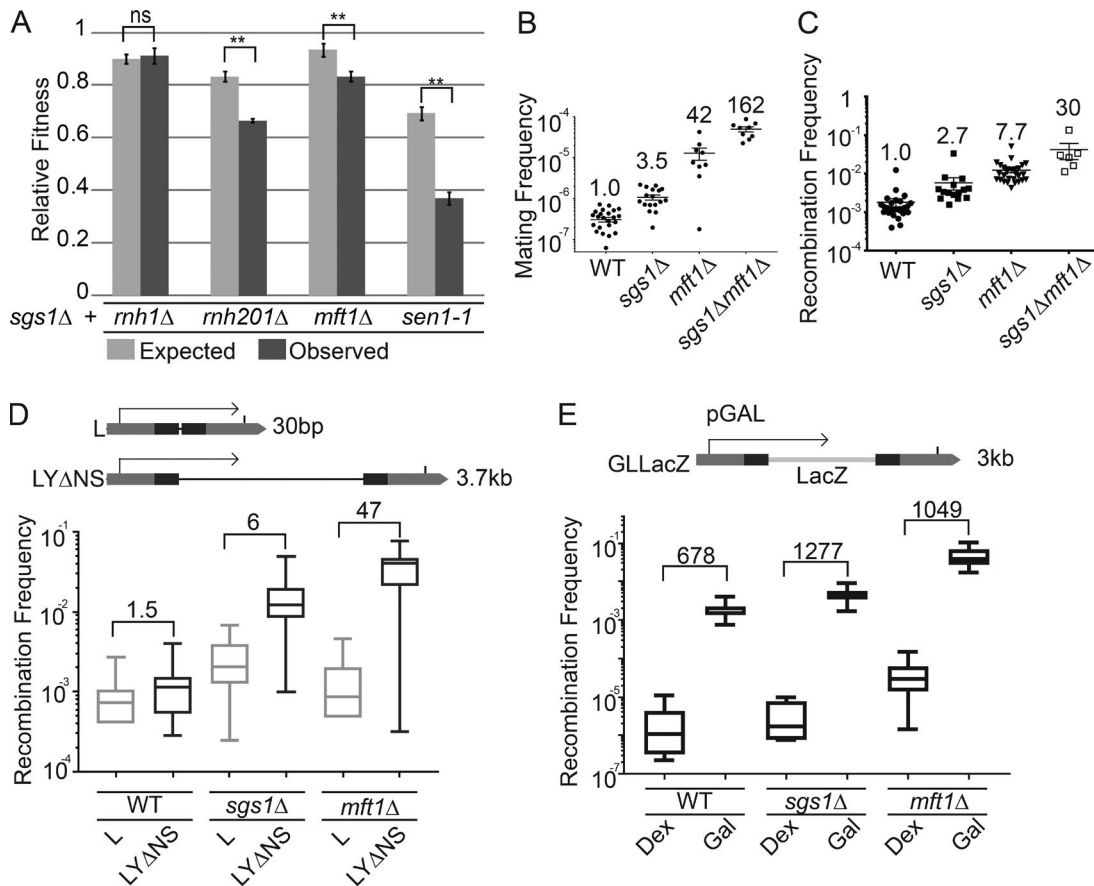 A
ns
**
**
**
Relative Fitness
1
0.8
0.6
0.4
0.2
0
sgs1Δ + rnh1Δ rnh201Δ mft1Δ sen1-1
Expected Observed
B
Mating Frequency
10-4
10-5
10-6
10-7
1.0
3.5
42
162
WT
sgs1Δ
mft1Δ
sgs1Δmft1Δ
C
Recombination Frequency
1
10-1
10-2
10-3
10-4
1.0
2.7
7.7
30
WT
sgs1Δ
mft1Δ
sgs1Δmft1Δ
D
L 30bp
LYΔNS 3.7kb
Recombination Frequency
10-1
10-2
10-3
10-4
1.5
6
47
WT sgs1Δ mft1Δ
L LYΔNS L LYΔNS L LYΔNS
E
pGAL
GLLacZ 3kb
LacZ
Recombination Frequency
10-1
10-3
10-5
10-7
678
1277
1049
WT sgs1Δ mft1Δ
Dex Gal Dex Gal Dex Gal